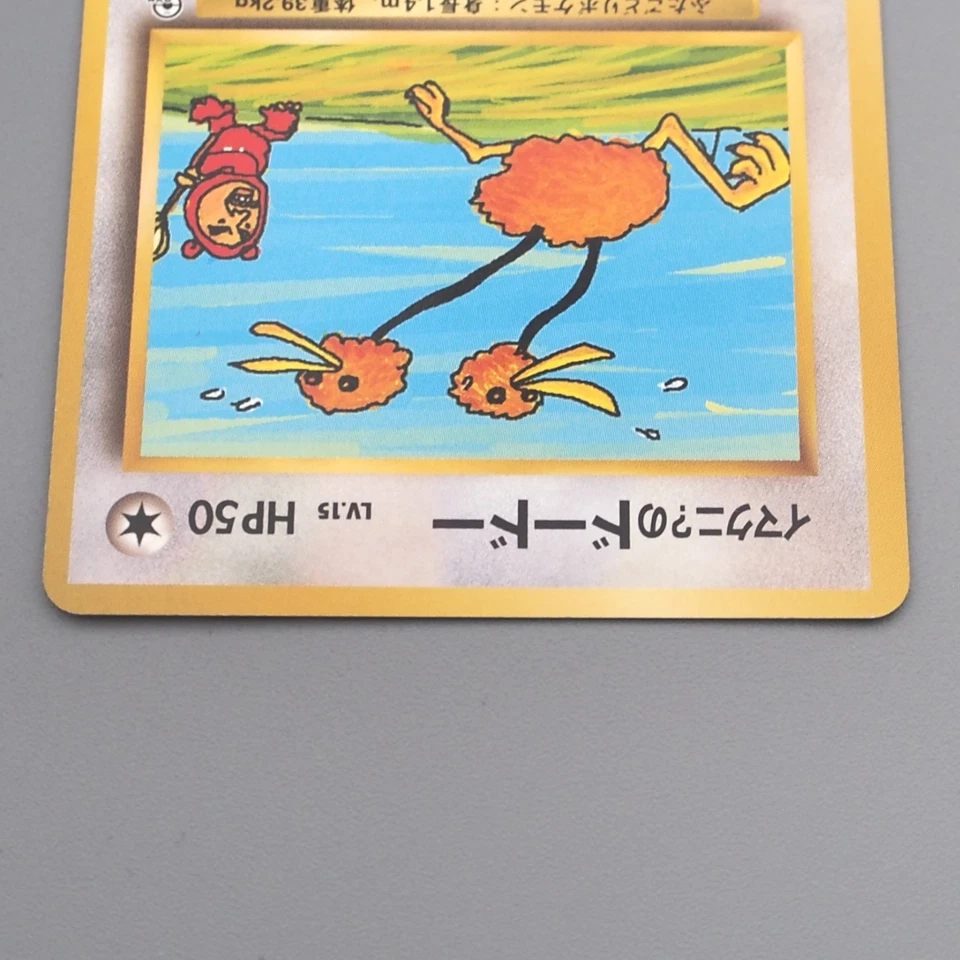 イマクニ?のドードー LV.15 HP50
ふたごどりポケモン：身長1.4m、体重39.2kg